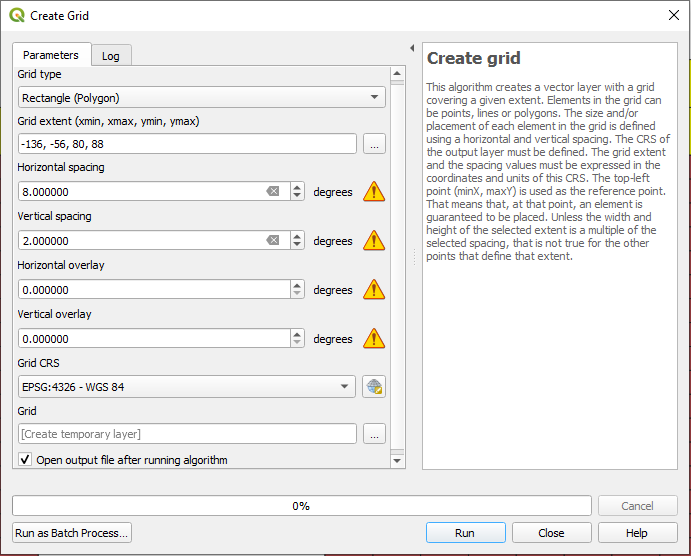 Create Grid
Parameters
Log
Grid type
Rectangle (Polygon)
Grid extent (xmin, xmax, ymin, ymax)
-136, -56, 80, 88
...
Horizontal spacing
8.000000
degrees
Vertical spacing
2.000000
degrees
Horizontal overlay
0.000000
degrees
Vertical overlay
0.000000
degrees
Grid CRS
EPSG:4326 - WGS 84
Grid
[Create temporary layer]
...
Open output file after running algorithm
Create grid
This algorithm creates a vector layer with a grid
covering a given extent. Elements in the grid can
be points, lines or polygons. The size and/or
placement of each element in the grid is defined
using a horizontal and vertical spacing. The CRS of
the output layer must be defined. The grid extent
and the spacing values must be expressed in the
coordinates and units of this CRS. The top-left
point (minX, maxY) is used as the reference point.
That means that, at that point, an element is
guaranteed to be placed. Unless the width and
height of the selected extent is a multiple of the
selected spacing, that is not true for the other
points that define that extent.
0%
Cancel
Run as Batch Process...
Run
Close
Help